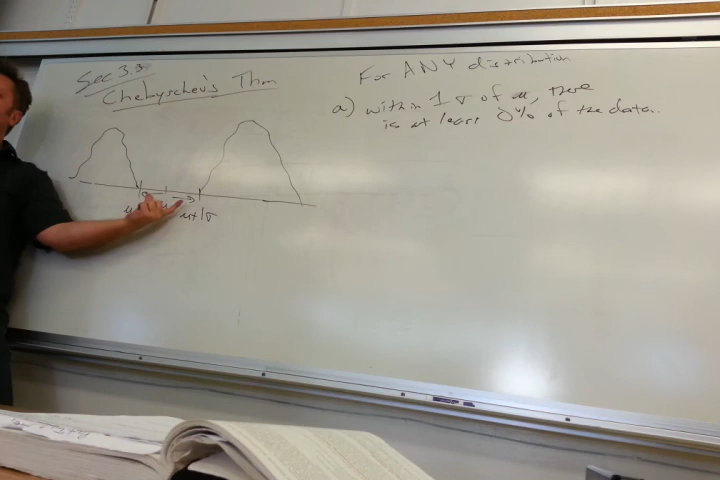 Sec 3.3
Chebyschev's Thm
For ANY distribution
a) within 1 σ of μ, there
is at least 0% of the data.
μ+1σ